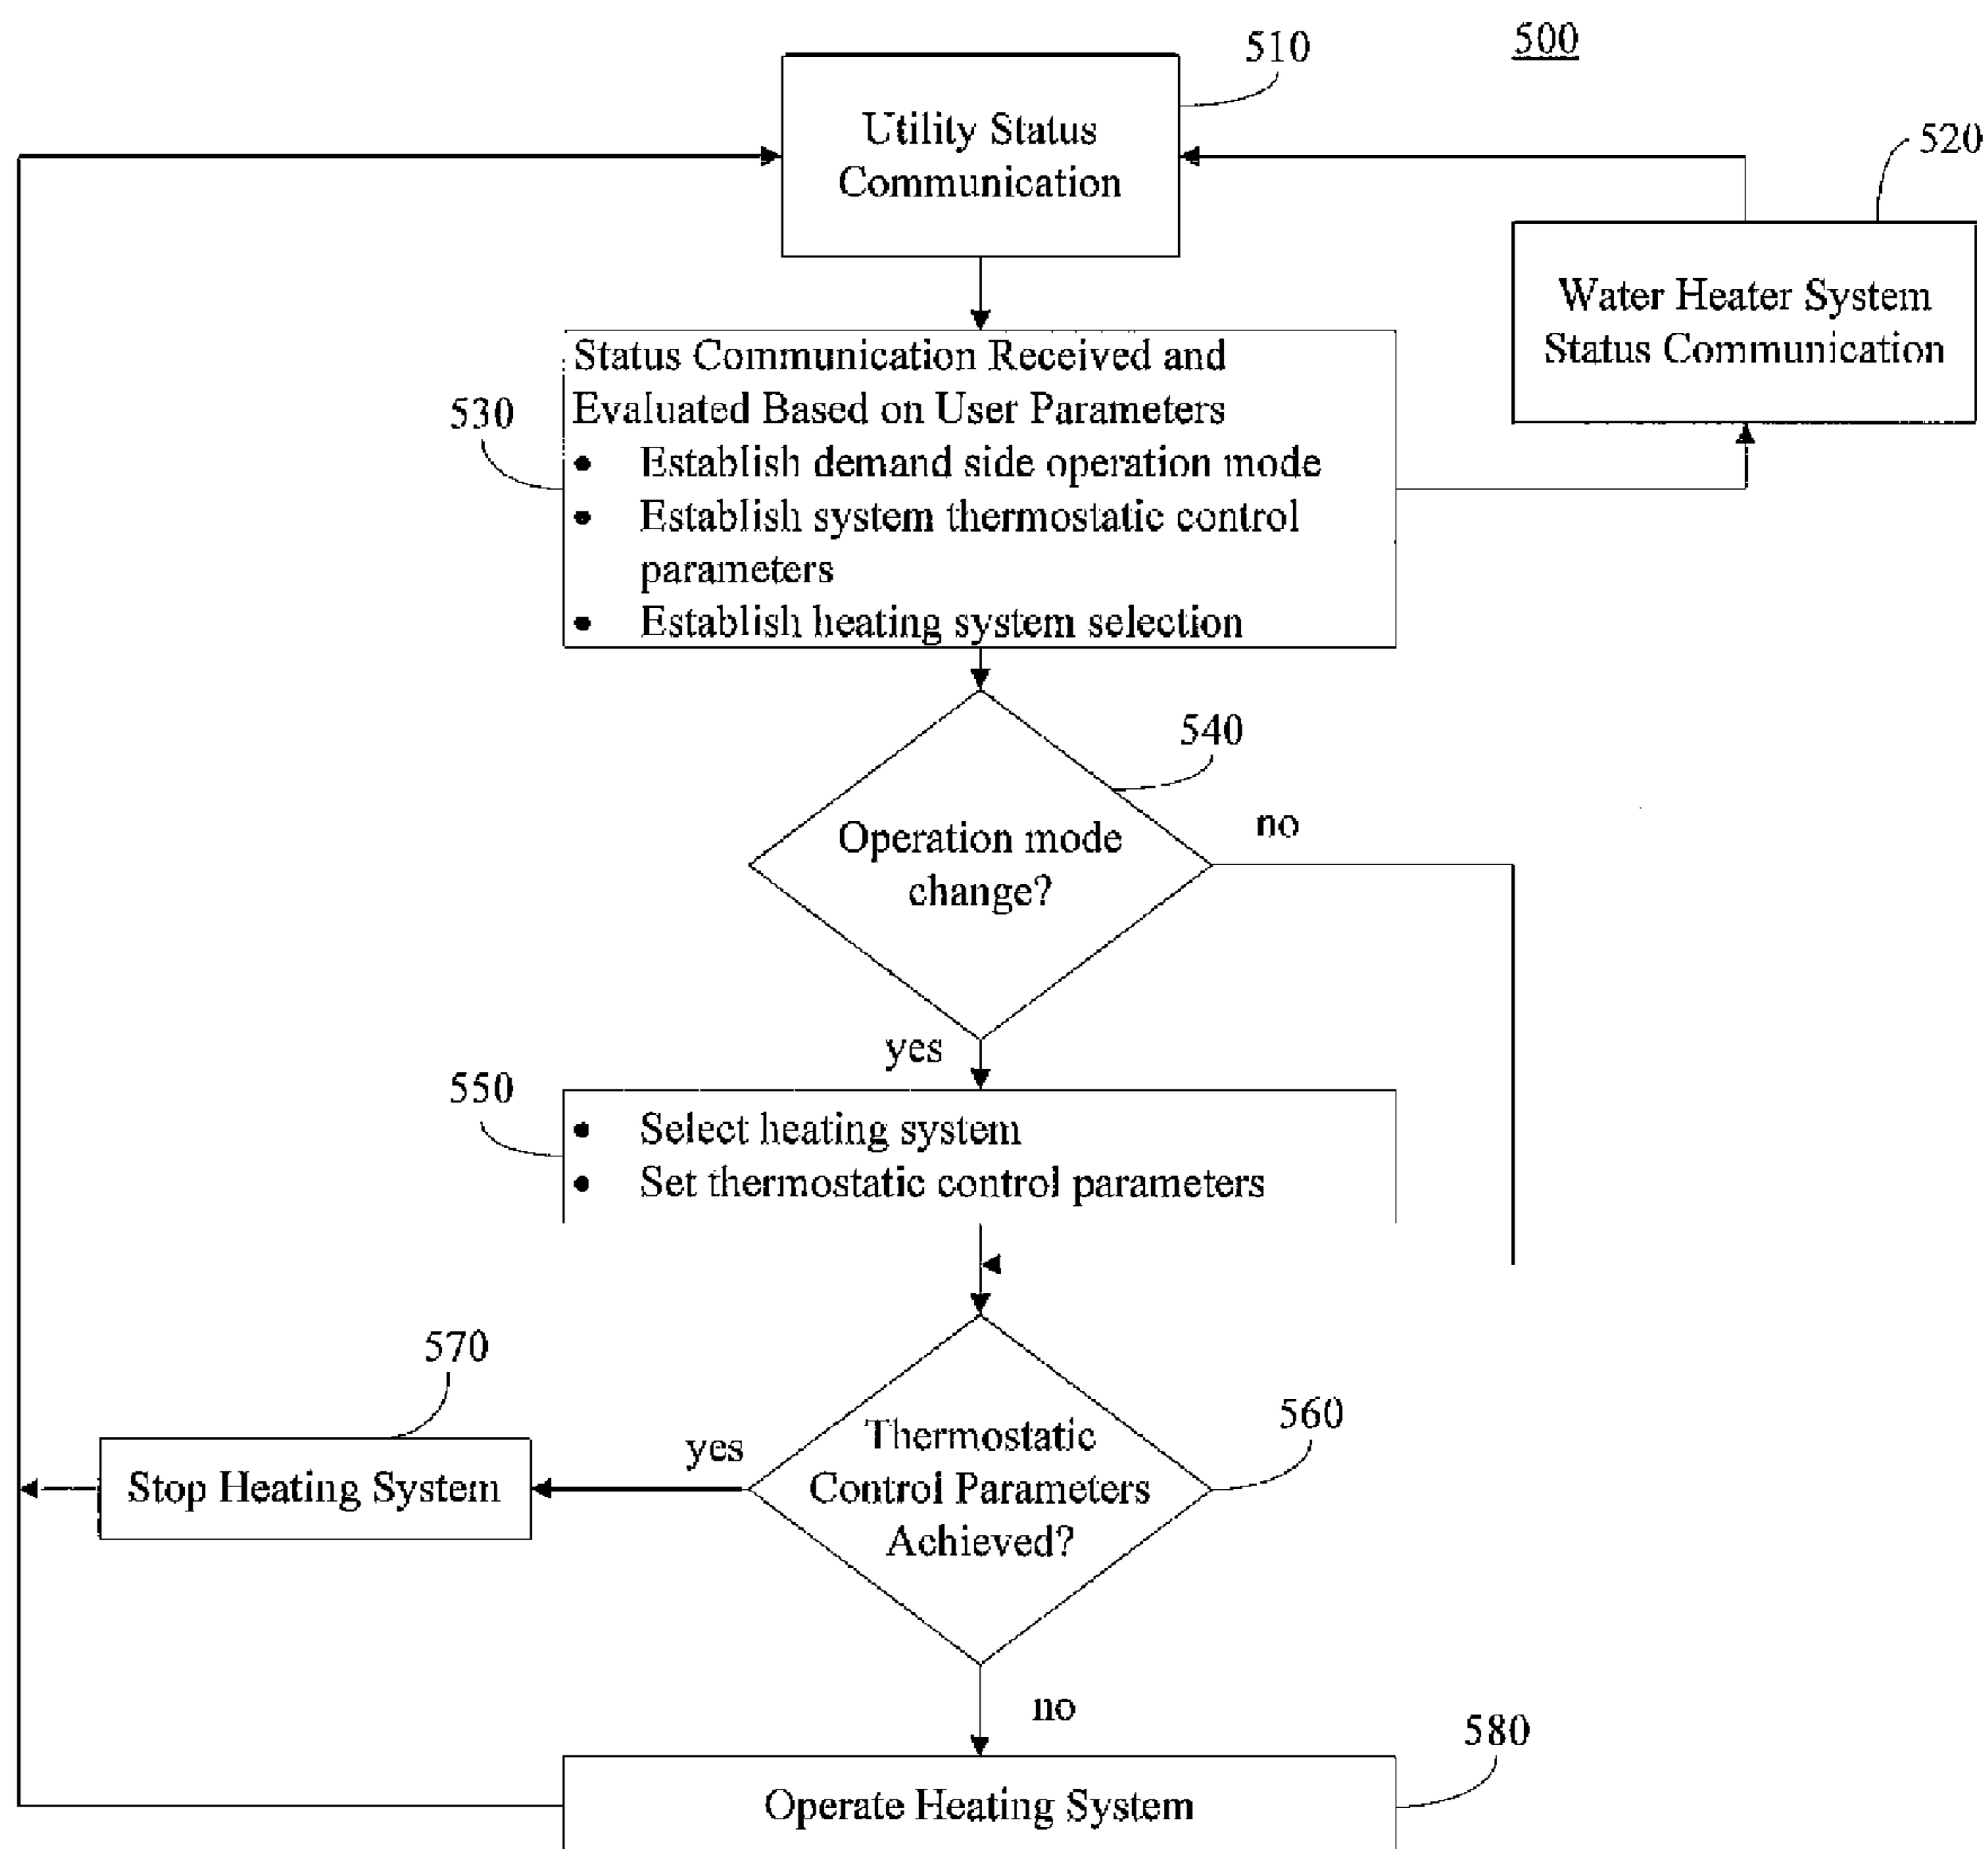 500
510
Utility Status
Communication
520
Water Heater System
Status Communication
530
Status Communication Received and
Evaluated Based on User Parameters
• Establish demand side operation mode
• Establish system thermostatic control
parameters
• Establish heating system selection
540
Operation mode
change?
no
yes
550
• Select heating system
• Set thermostatic control parameters
560
Thermostatic
Control Parameters
Achieved?
yes
570
Stop Heating System
no
580
Operate Heating System